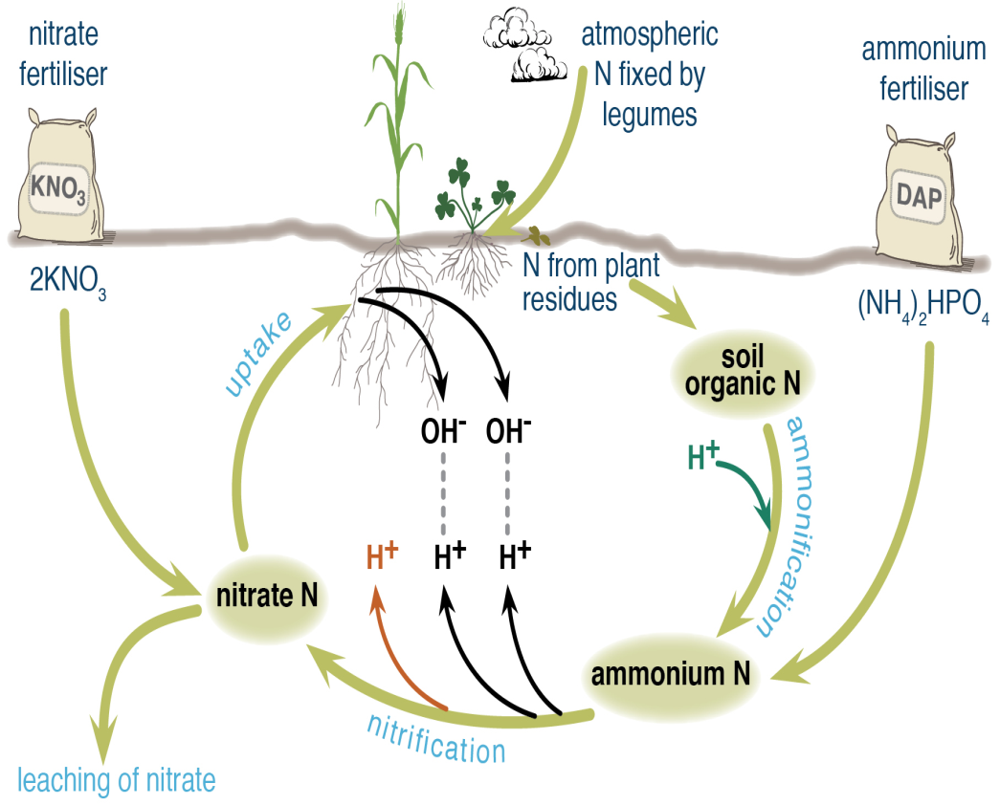 nitrate
fertiliser
KNO₃
2KNO₃
atmospheric
N fixed by
legumes
ammonium
fertiliser
DAP
(NH₄)₂HPO₄
N from plant
residues
soil
organic N
uptake
OH⁻ OH⁻
H⁺
ammonification
H⁺ H⁺ H⁺
nitrate N
ammonium N
nitrification
leaching of nitrate